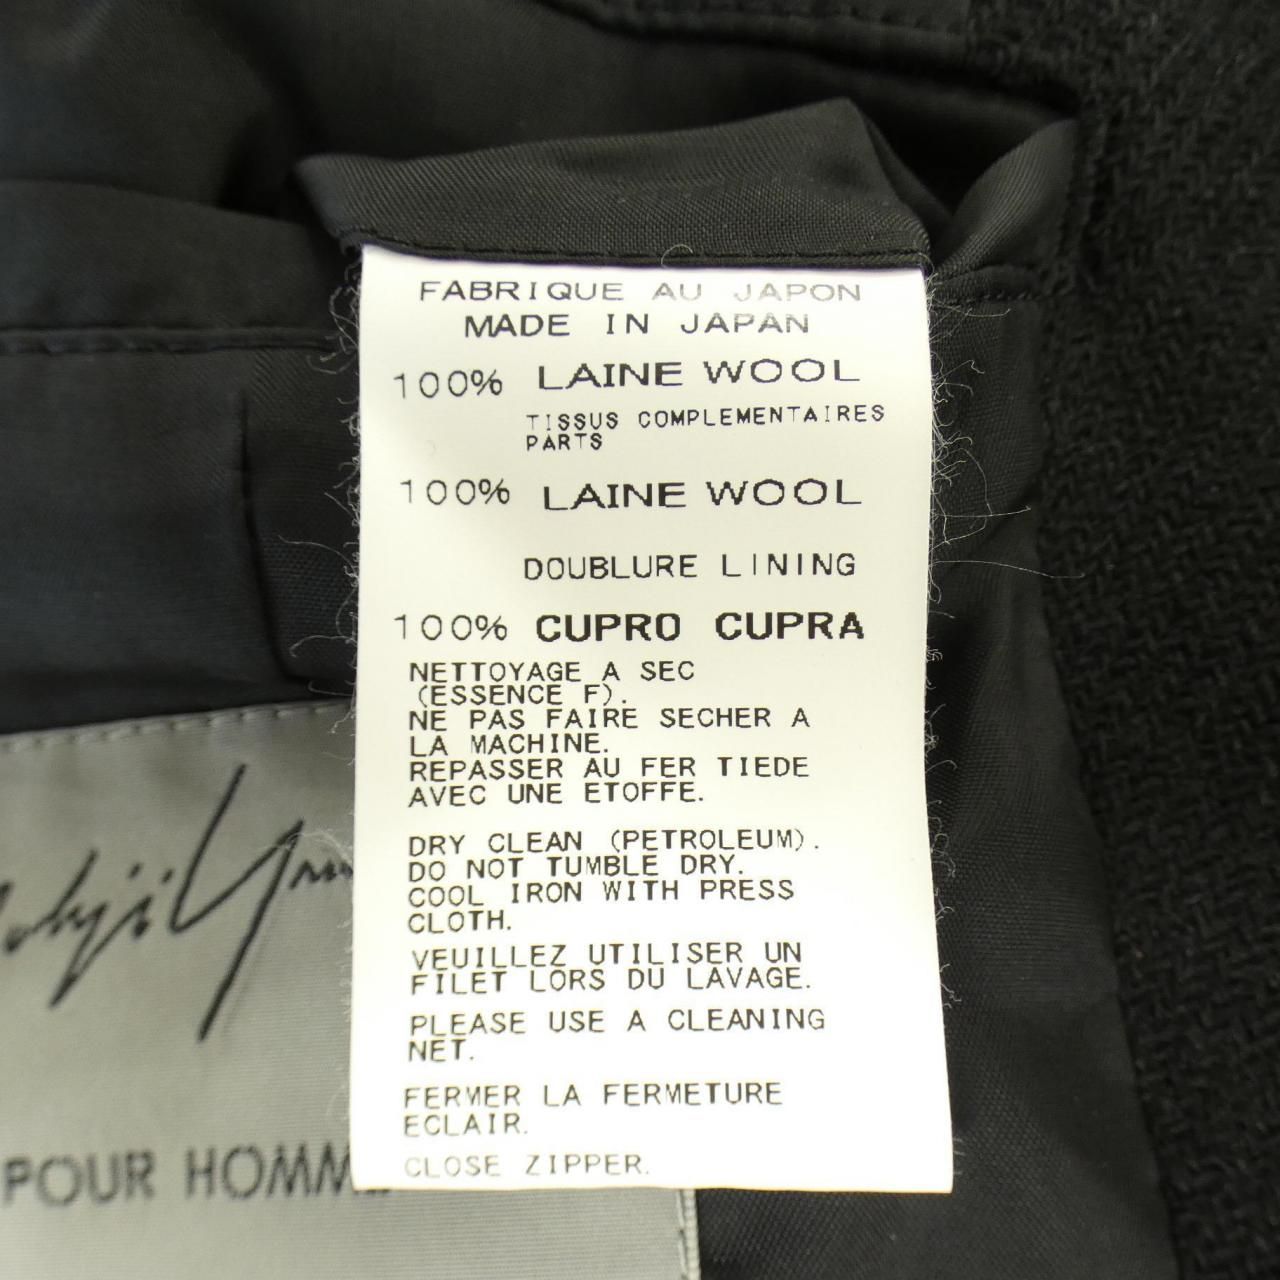 FABRIQUE AU JAPON
MADE IN JAPAN
100% LAINE WOOL
TISSUS COMPLEMENTAIRES
PARTS
100% LAINE WOOL
DOUBLURE LINING
100% CUPRO CUPRA
NETTOYAGE A SEC
(ESSENCE F).
NE PAS FAIRE SECHER A
LA MACHINE.
REPASSER AU FER TIEDE
AVEC UNE ETOFFE.
DRY CLEAN (PETROLEUM).
DO NOT TUMBLE DRY.
COOL IRON WITH PRESS
CLOTH.
VEUILLEZ UTILISER UN
FILET LORS DU LAVAGE.
PLEASE USE A CLEANING
NET.
FERMER LA FERMETURE
ECLAIR.
CLOSE ZIPPER.
POUR HOMME